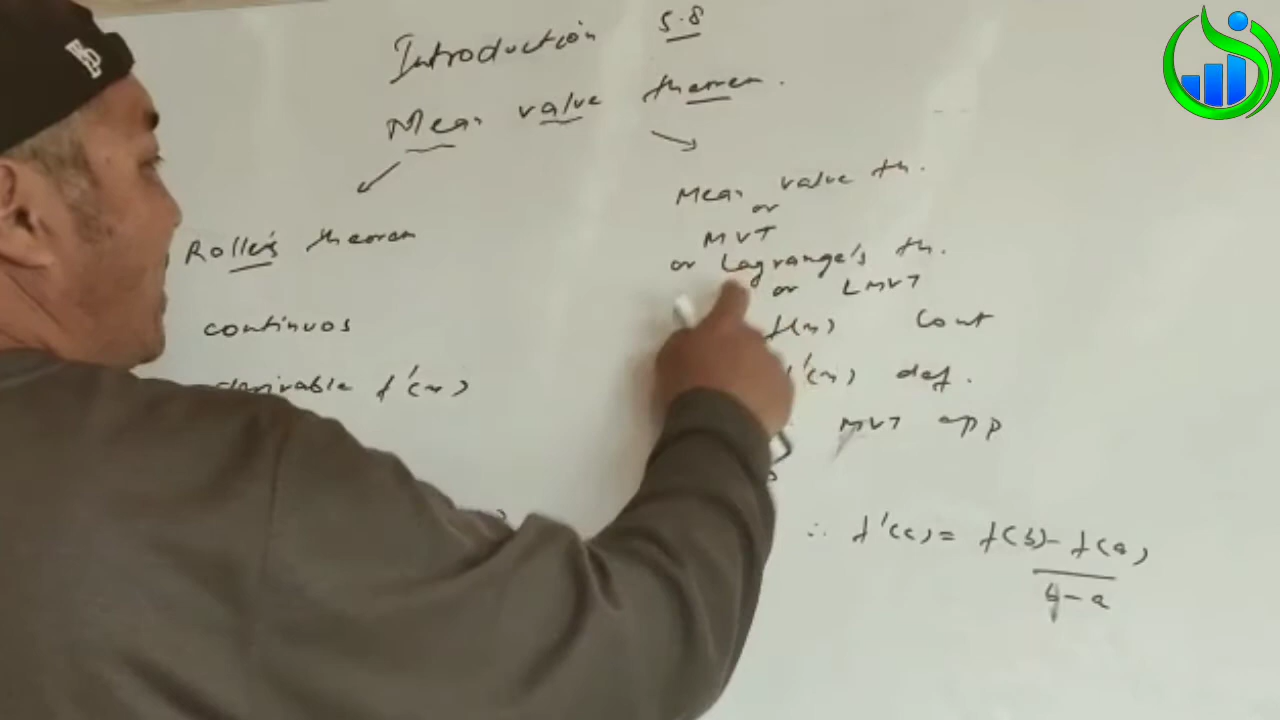 Introduction 5.8
Mean value theorem.
Rolle's theorem
continuos
derivable f'(x)
Mean value th.
or
MVT
or Lagrange's th.
or LMVT
f(x) Cont
f'(x) def.
MVT app
∴ f'(c) = f(b) - f(a)
b - a